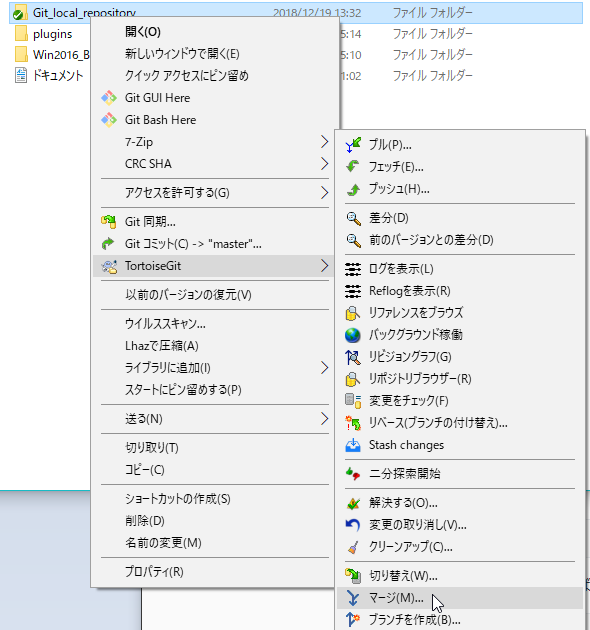 Git_local_repository 2018/12/19 13:32 ファイル フォルダー
plugins 5:14 ファイル フォルダー
Win2016_B 5:10 ファイル フォルダー
ドキュメント 1:02 ファイル フォルダー
開く(O)
新しいウィンドウで開く(E)
クイック アクセスにピン留め
Git GUI Here
Git Bash Here
7-Zip
CRC SHA
アクセスを許可する(G)
Git 同期...
Git コミット(C) -> "master"...
TortoiseGit
以前のバージョンの復元(V)
ウイルススキャン...
Lhazで圧縮(A)
ライブラリに追加(I)
スタートにピン留めする(P)
送る(N)
切り取り(T)
コピー(C)
ショートカットの作成(S)
削除(D)
名前の変更(M)
プロパティ(R)
プル(P)...
フェッチ(E)...
プッシュ(H)...
差分(D)
前のバージョンとの差分(D)
ログを表示(L)
Reflogを表示(R)
リファレンスをブラウズ
バックグラウンド稼働
リビジョングラフ(G)
リポジトリブラウザー(R)
変更をチェック(F)
リベース(ブランチの付け替え)...
Stash changes
二分探索開始
解決する(O)...
変更の取り消し(V)...
クリーンアップ(C)...
切り替え(W)...
マージ(M)...
ブランチを作成(B)...